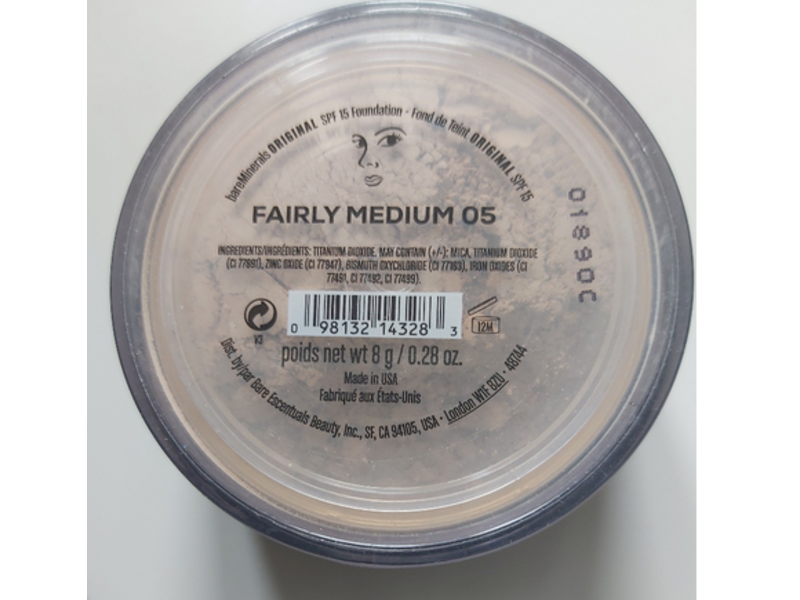 bareMinerals ORIGINAL SPF 15 Foundation - Fond de Teint ORIGINAL SPF 15
FAIRLY MEDIUM 05
INGREDIENTS/INGRÉDIENTS: TITANIUM DIOXIDE. MAY CONTAIN (+/-): MICA, TITANIUM DIOXIDE
(CI 77891), ZINC OXIDE (CI 77947), BISMUTH OXYCHLORIDE (CI 77163), IRON OXIDES (CI
77491, CI 77492, CI 77499).
0 98132 14328 3
12M
V3
poids net wt 8 g / 0.28 oz.
Made in USA
Fabriqué aux États-Unis
Dist. by/par Bare Escentuals Beauty, Inc., SF, CA 94105, USA - London W1F 8ZU - 48744